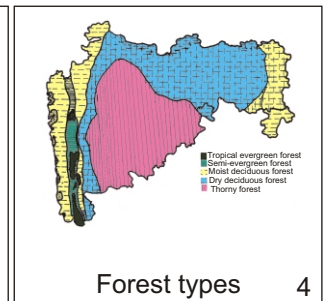 Tropical evergreen forest
Semi-evergreen forest
Moist deciduous forest
Dry deciduous forest
Thorny forest
Forest types 4